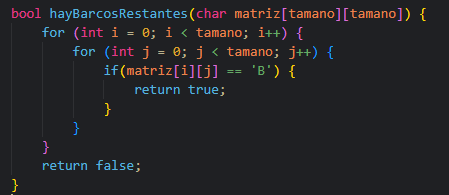 bool hayBarcosRestantes(char matriz[tamano][tamano]) {
    for (int i = 0; i < tamano; i++) {
        for (int j = 0; j < tamano; j++) {
            if(matriz[i][j] == 'B') {
                return true;
            }
        }
    }
    return false;
}